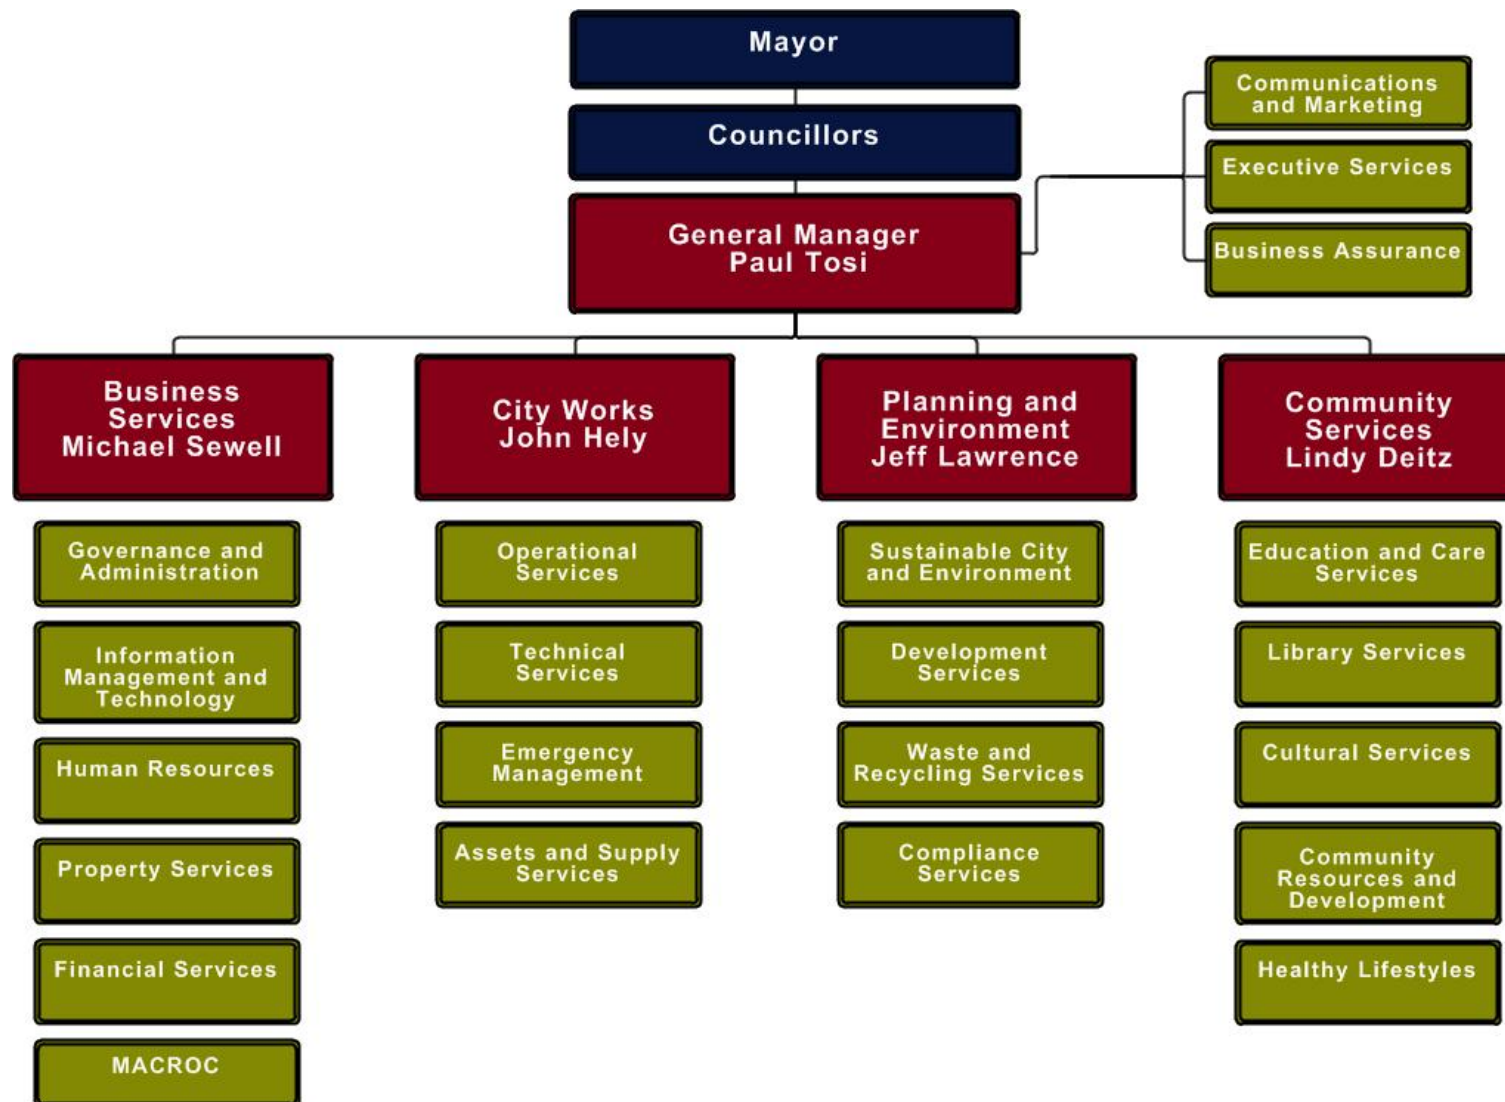 Mayor
Councillors
General Manager
Paul Tosi
Communications
and Marketing
Executive Services
Business Assurance
Business
Services
Michael Sewell
City Works
John Hely
Planning and
Environment
Jeff Lawrence
Community
Services
Lindy Deitz
Governance and
Administration
Information
Management and
Technology
Human Resources
Property Services
Financial Services
MACROC
Operational
Services
Technical
Services
Emergency
Management
Assets and Supply
Services
Sustainable City
and Environment
Development
Services
Waste and
Recycling Services
Compliance
Services
Education and Care
Services
Library Services
Cultural Services
Community
Resources and
Development
Healthy Lifestyles